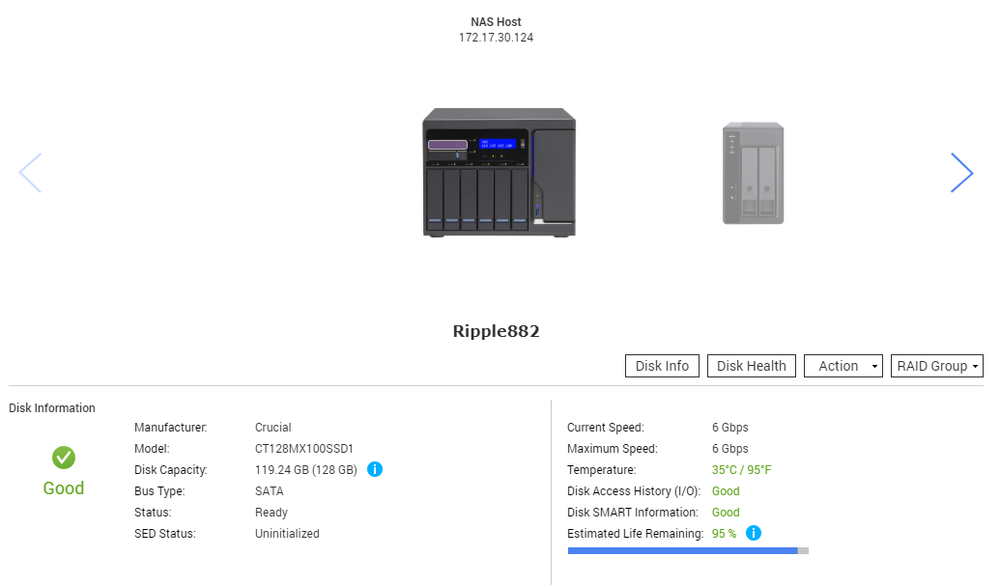 NAS Host
172.17.30.124
Ripple882
Disk Info Disk Health Action RAID Group
Disk Information
Good
Manufacturer: Crucial
Model: CT128MX100SSD1
Disk Capacity: 119.24 GB (128 GB)
Bus Type: SATA
Status: Ready
SED Status: Uninitialized
Current Speed: 6 Gbps
Maximum Speed: 6 Gbps
Temperature: 35°C / 95°F
Disk Access History (I/O): Good
Disk SMART Information: Good
Estimated Life Remaining: 95 %